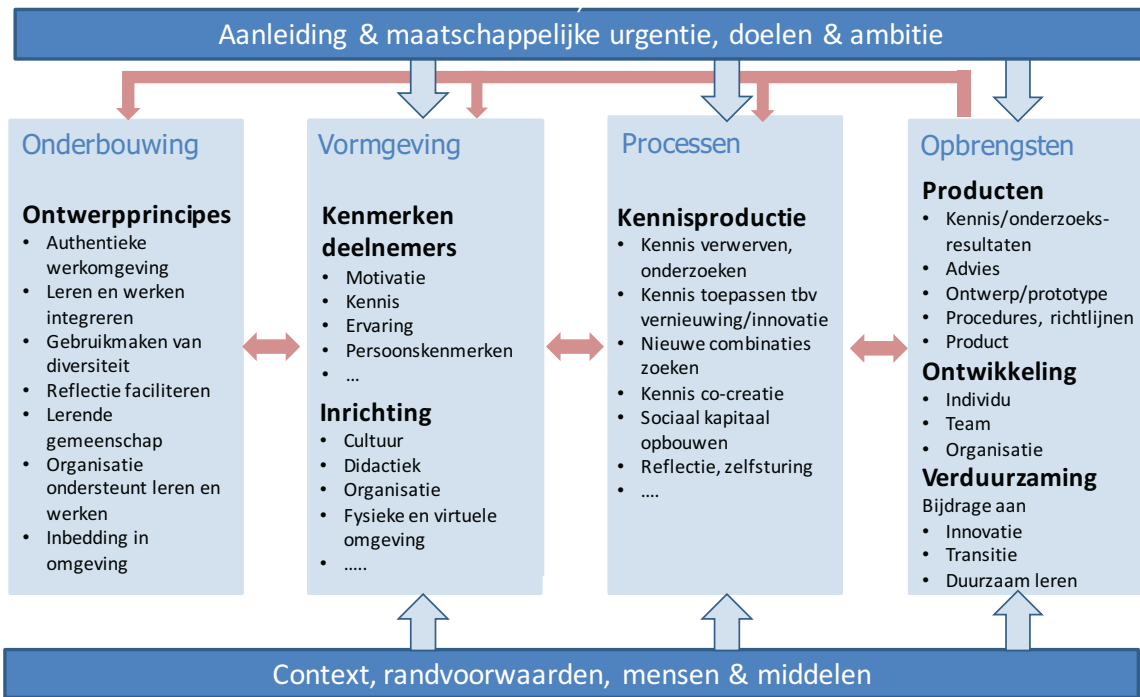 Aanleiding & maatschappelijke urgentie, doelen & ambitie
Onderbouwing
Ontwerpprincipes
• Authentieke
werkomgeving
• Leren en werken
integreren
• Gebruikmaken van
diversiteit
• Reflectie faciliteren
• Lerende
gemeenschap
• Organisatie
ondersteunt leren en
werken
• Inbedding in
omgeving
Vormgeving
Kenmerken
deelnemers
• Motivatie
• Kennis
• Ervaring
• Persoonskenmerken
• …
Inrichting
• Cultuur
• Didactiek
• Organisatie
• Fysieke en virtuele
omgeving
• …..
Processen
Kennisproductie
• Kennis verwerven,
onderzoeken
• Kennis toepassen tbv
vernieuwing/innovatie
• Nieuwe combinaties
zoeken
• Kennis co-creatie
• Sociaal kapitaal
opbouwen
• Reflectie, zelfsturing
• ….
Opbrengsten
Producten
• Kennis/onderzoeks-
resultaten
• Advies
• Ontwerp/prototype
• Procedures, richtlijnen
• Product
Ontwikkeling
• Individu
• Team
• Organisatie
Verduurzaming
Bijdrage aan
• Innovatie
• Transitie
• Duurzaam leren
Context, randvoorwaarden, mensen & middelen